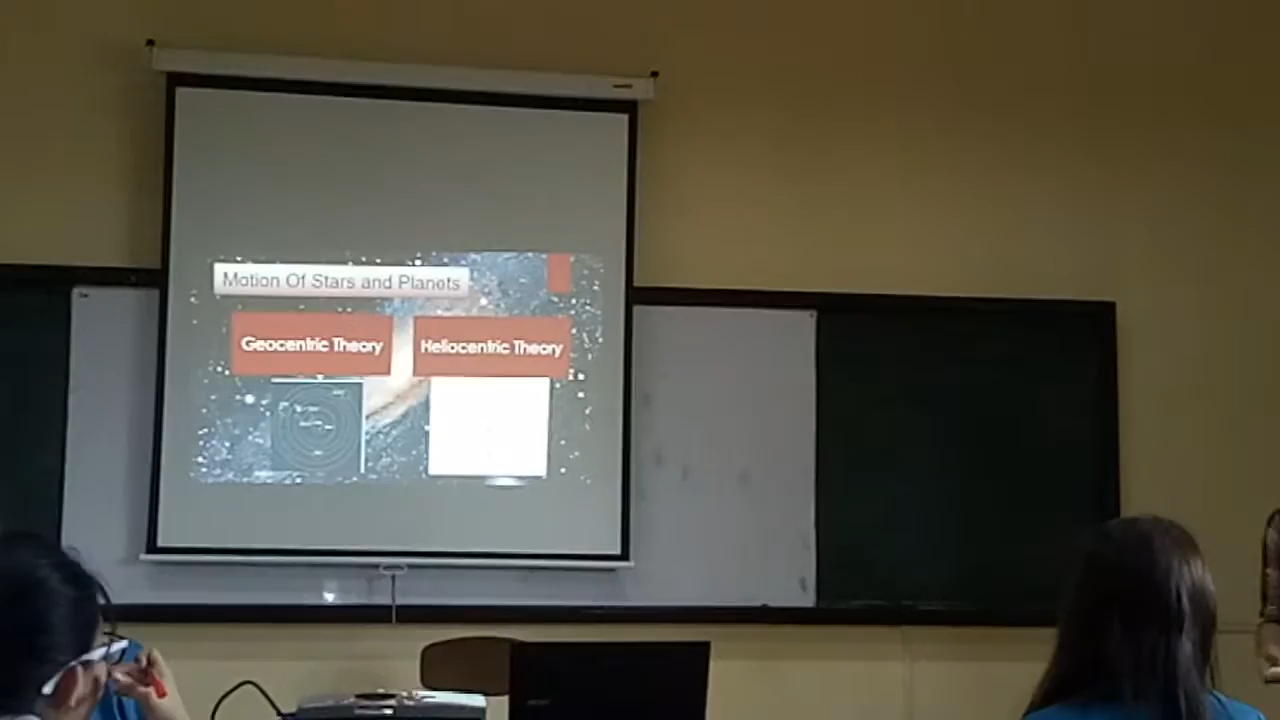 Motion Of Stars and Planets
Geocentric Theory
Heliocentric Theory